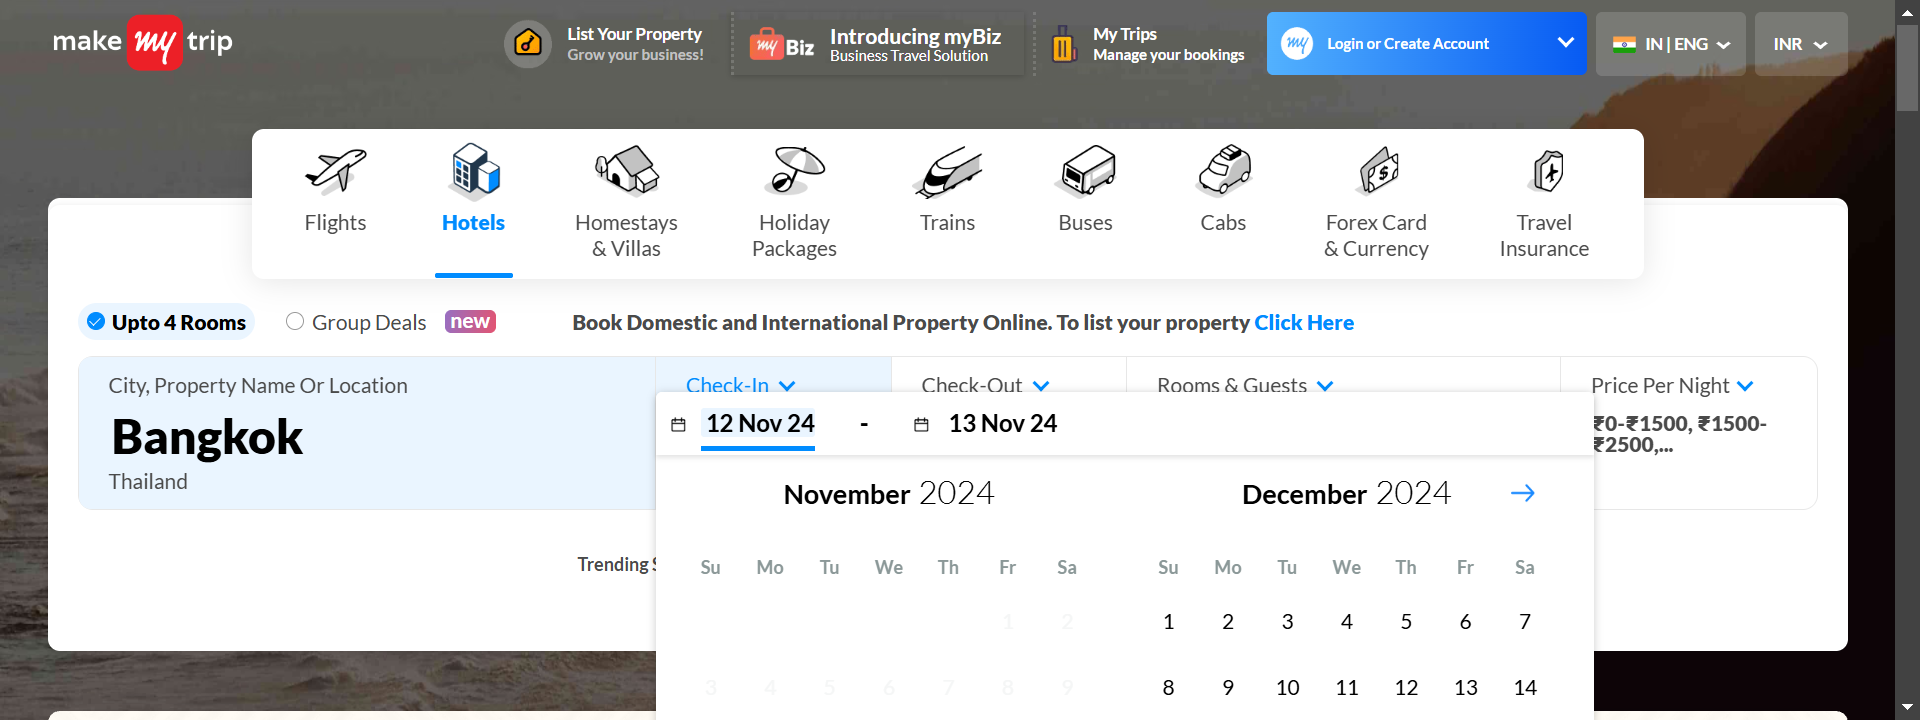 make my trip
List Your Property
Grow your business!
my Biz
Introducing myBiz
Business Travel Solution
My Trips
Manage your bookings
my
Login or Create Account
IN | ENG
INR
Flights
Hotels
Homestays
& Villas
Holiday
Packages
Trains
Buses
Cabs
Forex Card
& Currency
Travel
Insurance
Upto 4 Rooms
Group Deals
new
Book Domestic and International Property Online. To list your property Click Here
City, Property Name Or Location
Bangkok
Thailand
Check-In
Check-Out
Rooms & Guests
Price Per Night
₹0-₹1500, ₹1500-
₹2500,...
12 Nov 24 - 13 Nov 24
November 2024
December 2024
Trending
Su Mo Tu We Th Fr Sa
1 2
3 4 5 6 7 8 9
Su Mo Tu We Th Fr Sa
1 2 3 4 5 6 7
8 9 10 11 12 13 14